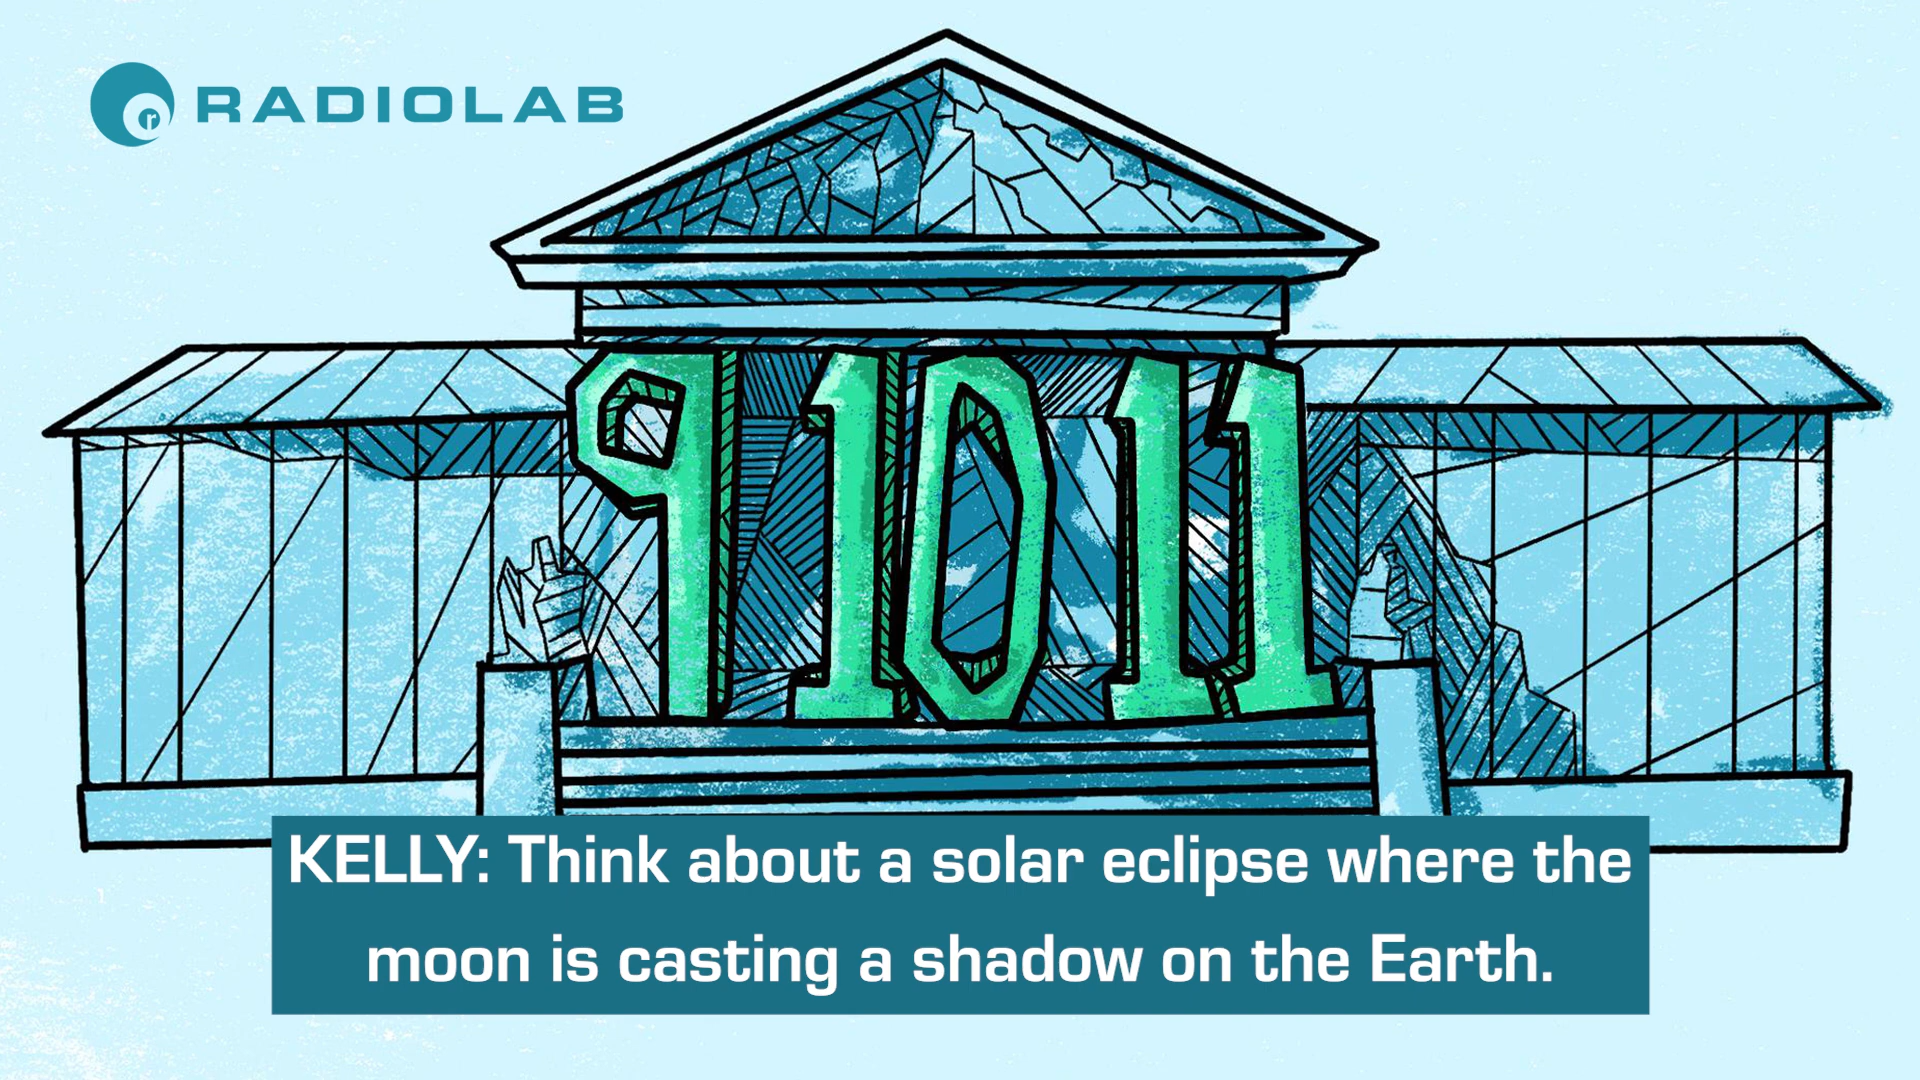 RADIOLAB
9 10 11
KELLY: Think about a solar eclipse where the
moon is casting a shadow on the Earth.